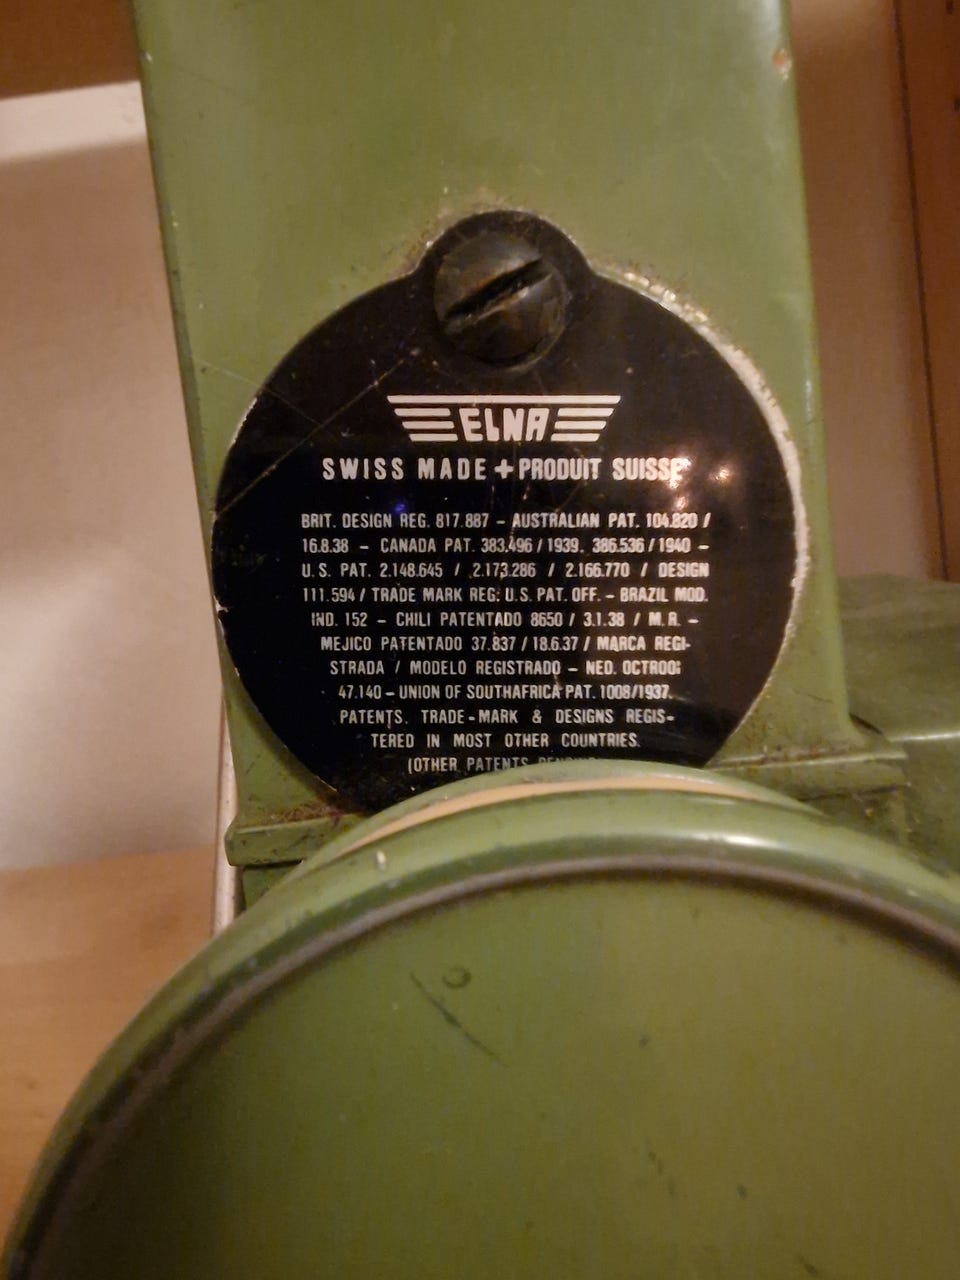 ELNA
SWISS MADE + PRODUIT SUISSE
BRIT. DESIGN REG. 817.887 – AUSTRALIAN PAT. 104.820 /
16.8.38 – CANADA PAT. 383.496 / 1939. 386.536 / 1940 –
U.S. PAT. 2.148.645 / 2.173.286 / 2.166.770 / DESIGN
111.594 / TRADE MARK REG: U.S. PAT. OFF. – BRAZIL MOD.
IND. 152 – CHILI PATENTADO 8650 / 3.1.38 / M.R. –
MEJICO PATENTADO 37.837 / 18.6.37 / MARCA REGI-
STRADA / MODELO REGISTRADO – NED. OCTROOI
47.140 – UNION OF SOUTHAFRICA PAT. 1008/1937.
PATENTS, TRADE-MARK & DESIGNS REGIS-
TERED IN MOST OTHER COUNTRIES.
(OTHER PATENTS